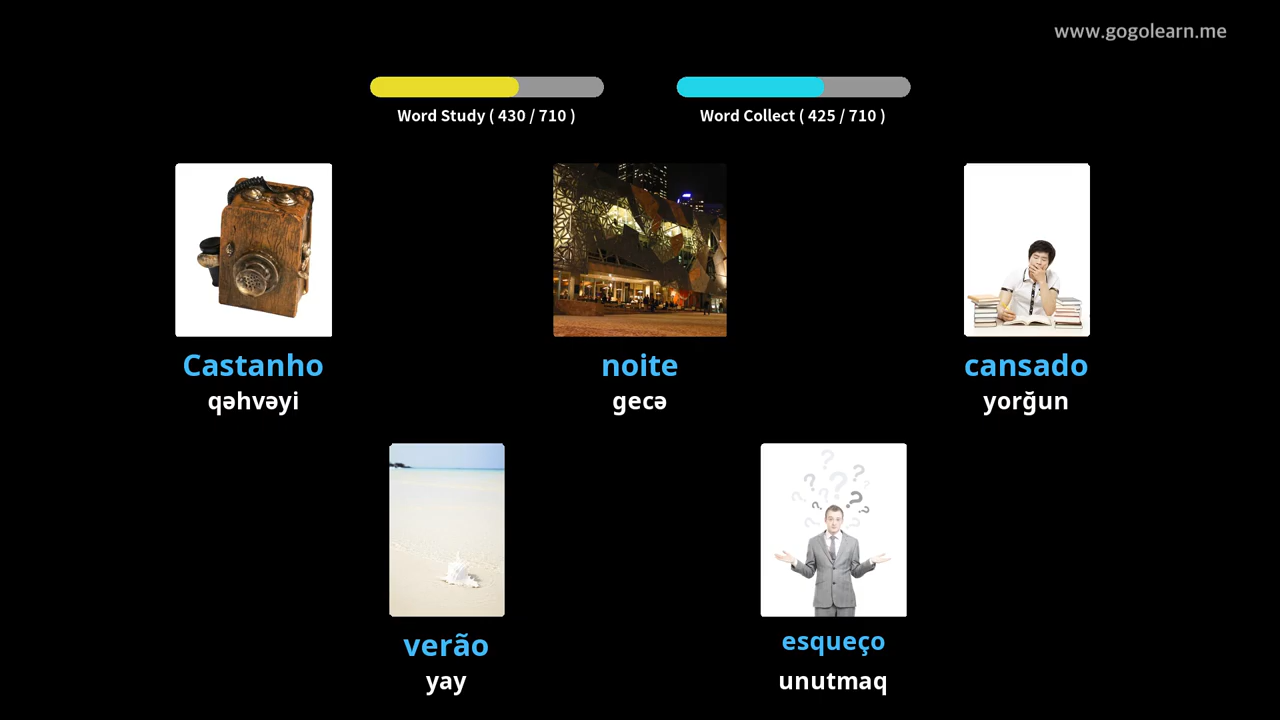 www.gogolearn.me
Word Study ( 430 / 710 )
Word Collect ( 425 / 710 )
Castanho
qəhvəyi
noite
gecə
cansado
yorğun
verão
yay
esqueço
unutmaq